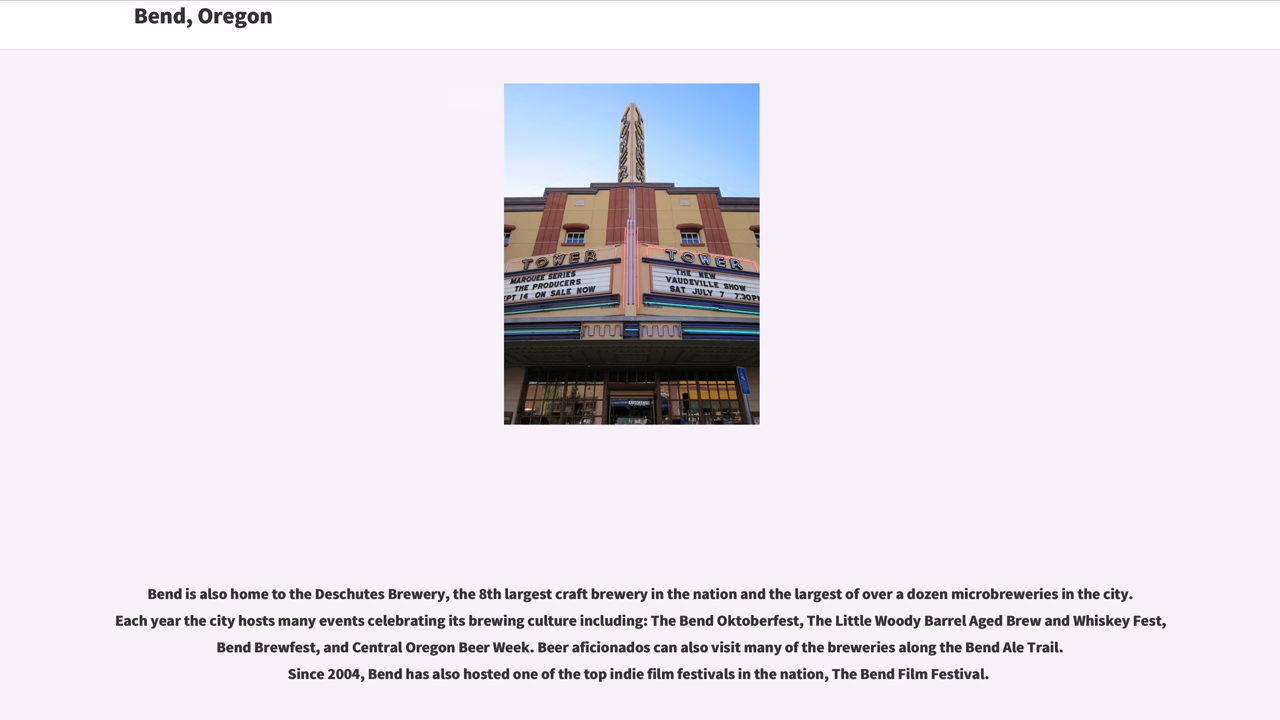 Bend, Oregon
TOWER
MARQUEE SERIES
THE PRODUCERS
EPT 14 ON SALE NOW
TOWER
THE NEW
VAUDEVILLE SHOW
SAT JULY 7 7:30P
Bend is also home to the Deschutes Brewery, the 8th largest craft brewery in the nation and the largest of over a dozen microbreweries in the city.
Each year the city hosts many events celebrating its brewing culture including: The Bend Oktoberfest, The Little Woody Barrel Aged Brew and Whiskey Fest,
Bend Brewfest, and Central Oregon Beer Week. Beer aficionados can also visit many of the breweries along the Bend Ale Trail.
Since 2004, Bend has also hosted one of the top indie film festivals in the nation, The Bend Film Festival.